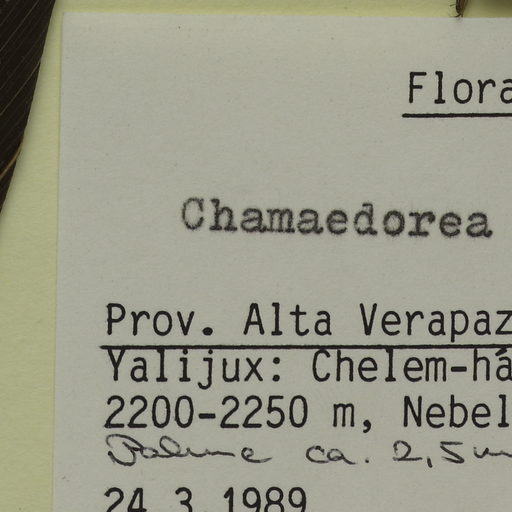 Flora
Chamaedorea
Prov. Alta Verapaz
Yalijux: Chelem-há
2200-2250 m, Nebel
Palme ca. 2,5 m
24.3.1989